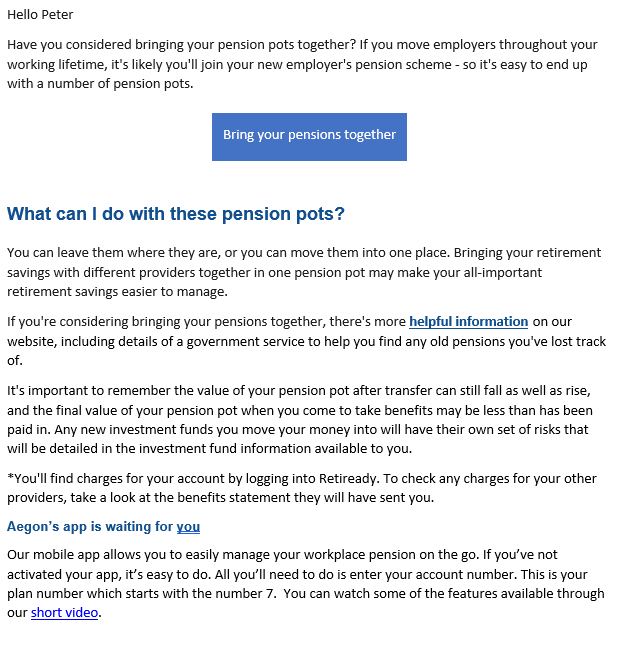 Hello Peter
Have you considered bringing your pension pots together? If you move employers throughout your
working lifetime, it's likely you'll join your new employer's pension scheme - so it's easy to end up
with a number of pension pots.
Bring your pensions together
What can I do with these pension pots?
You can leave them where they are, or you can move them into one place. Bringing your retirement
savings with different providers together in one pension pot may make your all-important
retirement savings easier to manage.
If you're considering bringing your pensions together, there's more helpful information on our
website, including details of a government service to help you find any old pensions you've lost track
of.
It's important to remember the value of your pension pot after transfer can still fall as well as rise,
and the final value of your pension pot when you come to take benefits may be less than has been
paid in. Any new investment funds you move your money into will have their own set of risks that
will be detailed in the investment fund information available to you.
*You'll find charges for your account by logging into Retiready. To check any charges for your other
providers, take a look at the benefits statement they will have sent you.
Aegon’s app is waiting for you
Our mobile app allows you to easily manage your workplace pension on the go. If you’ve not
activated your app, it’s easy to do. All you’ll need to do is enter your account number. This is your
plan number which starts with the number 7.  You can watch some of the features available through
our short video.